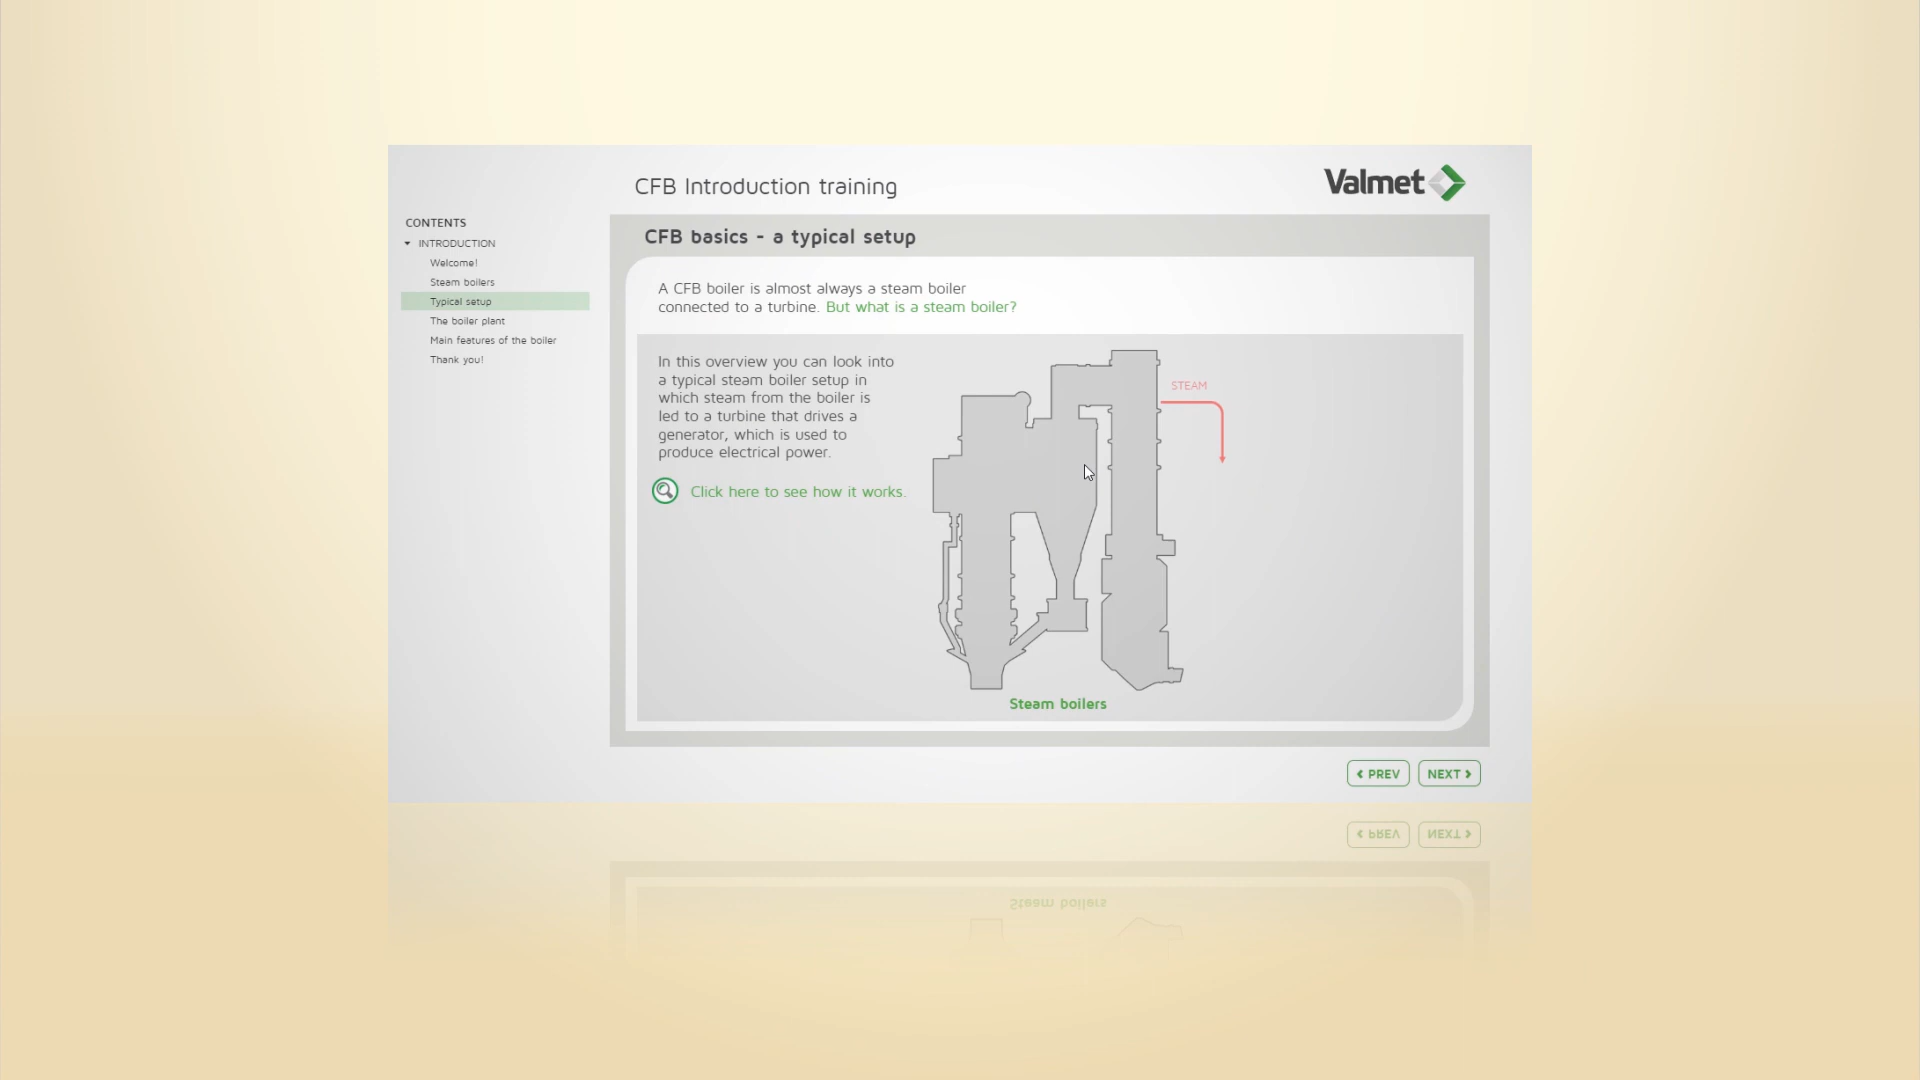 CFB Introduction training
Valmet
CONTENTS
INTRODUCTION
Welcome!
Steam boilers
Typical setup
The boiler plant
Main features of the boiler
Thank you!
CFB basics - a typical setup
A CFB boiler is almost always a steam boiler
connected to a turbine. But what is a steam boiler?
In this overview you can look into
a typical steam boiler setup in
which steam from the boiler is
led to a turbine that drives a
generator, which is used to
produce electrical power.
Click here to see how it works.
STEAM
Steam boilers
PREV
NEXT
PREV
NEXT
Steam boilers